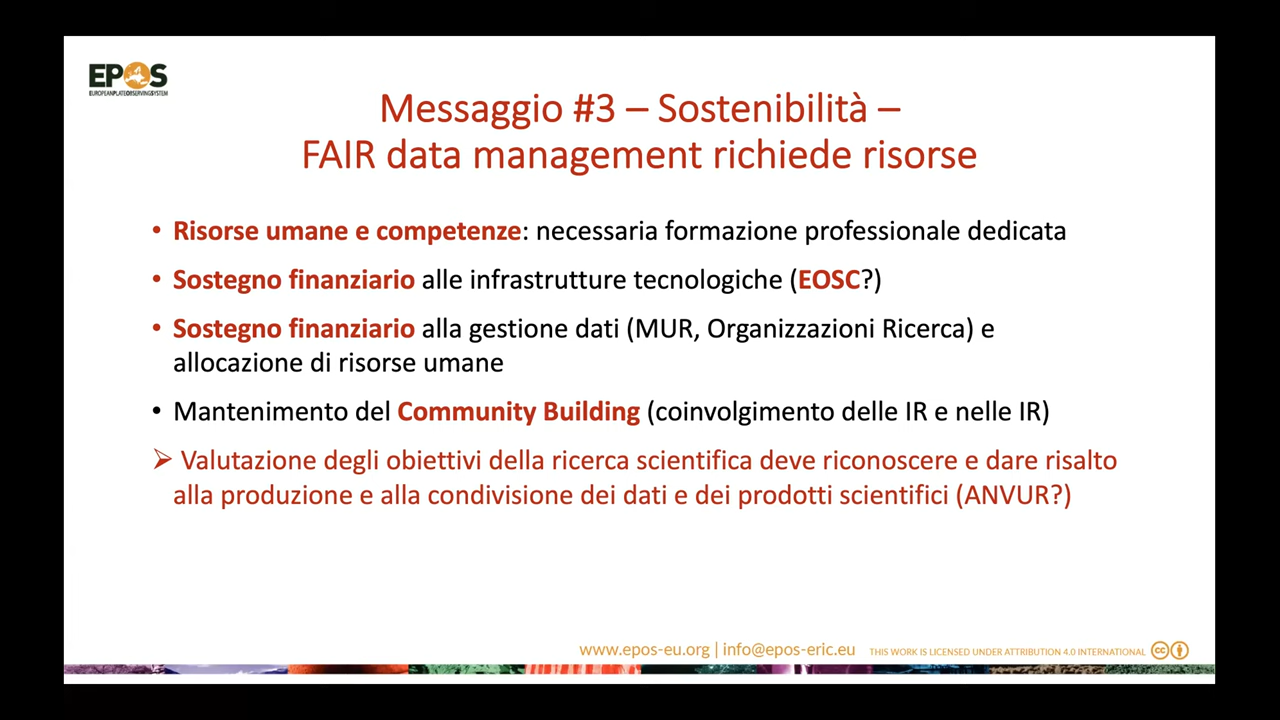 EPOS
EUROPEANPLATEOBSERVINGSYSTEM
Messaggio #3 – Sostenibilità –
FAIR data management richiede risorse
• Risorse umane e competenze: necessaria formazione professionale dedicata
• Sostegno finanziario alle infrastrutture tecnologiche (EOSC?)
• Sostegno finanziario alla gestione dati (MUR, Organizzazioni Ricerca) e
allocazione di risorse umane
• Mantenimento del Community Building (coinvolgimento delle IR e nelle IR)
➢ Valutazione degli obiettivi della ricerca scientifica deve riconoscere e dare risalto
alla produzione e alla condivisione dei dati e dei prodotti scientifici (ANVUR?)
www.epos-eu.org | info@epos-eric.eu THIS WORK IS LICENSED UNDER ATTRIBUTION 4.0 INTERNATIONAL cc